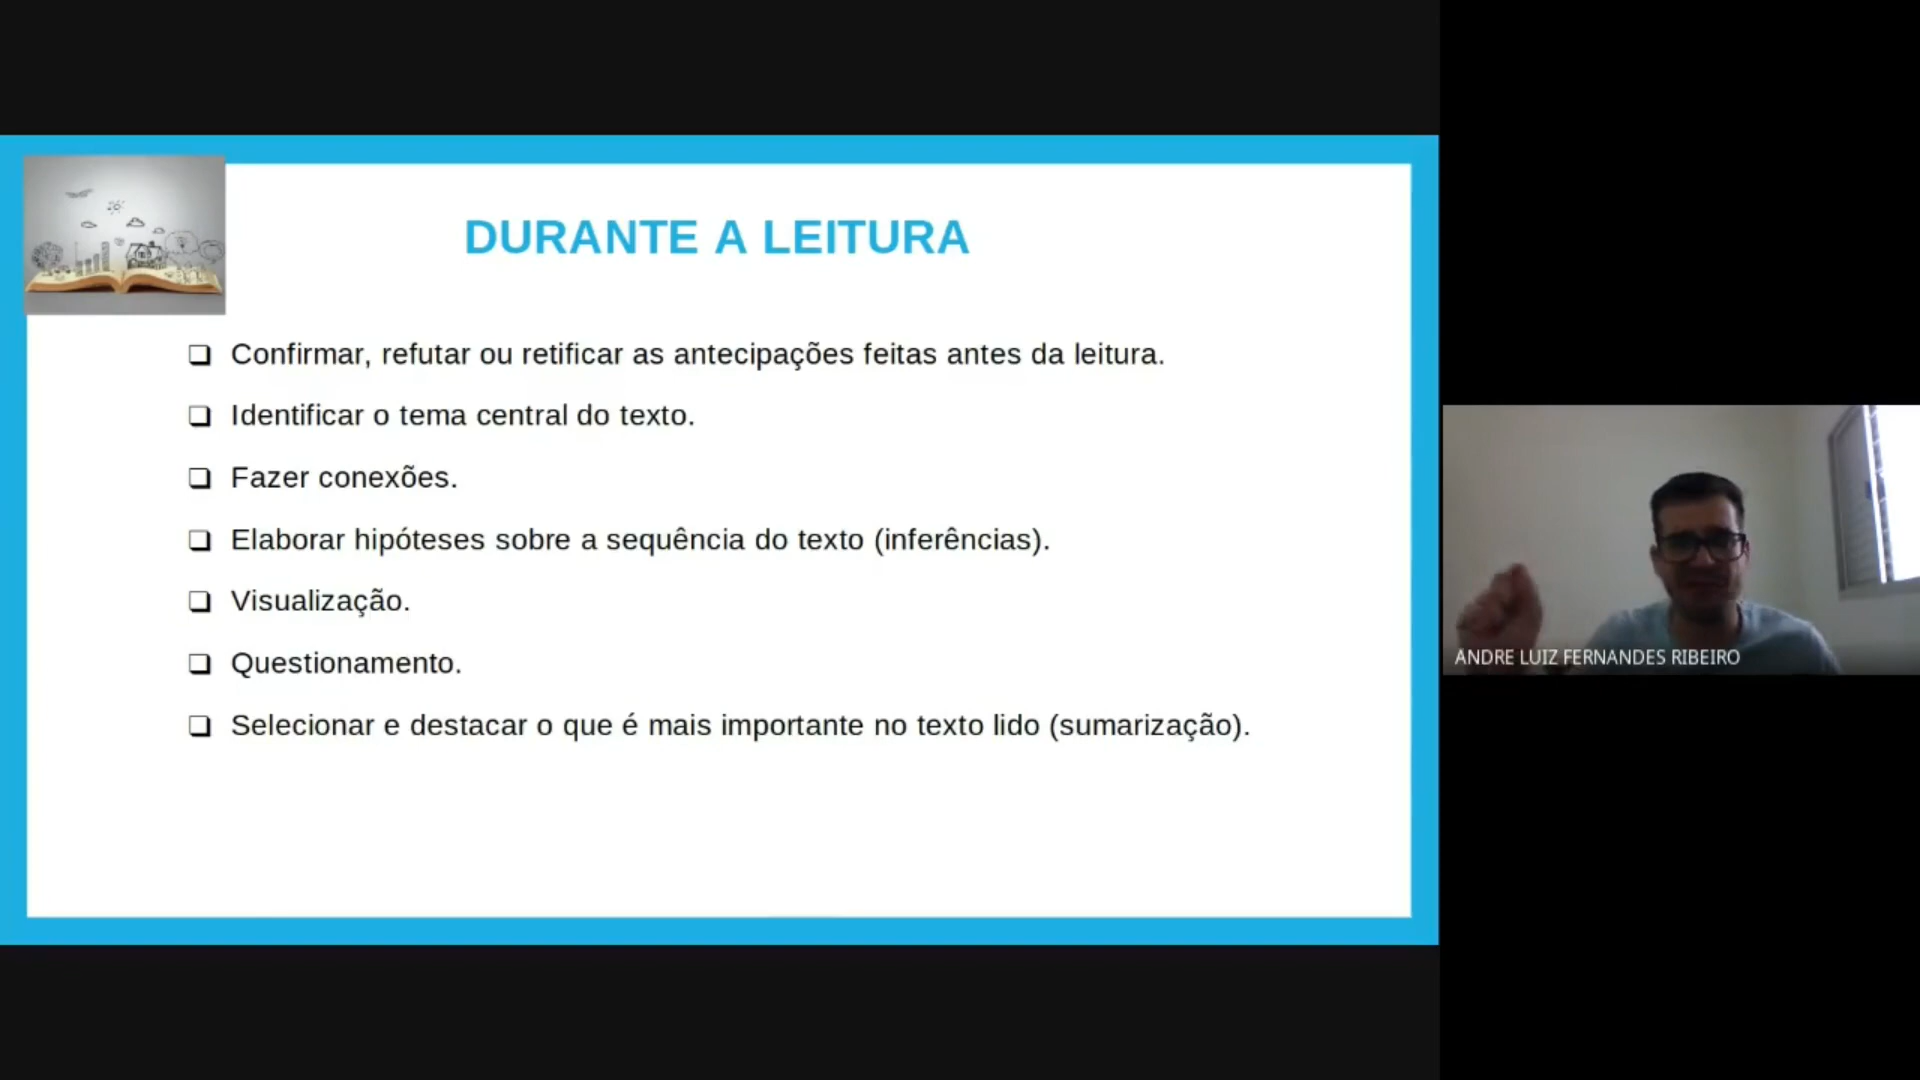 DURANTE A LEITURA
Confirmar, refutar ou retificar as antecipações feitas antes da leitura.
Identificar o tema central do texto.
Fazer conexões.
Elaborar hipóteses sobre a sequência do texto (inferências).
Visualização.
Questionamento.
Selecionar e destacar o que é mais importante no texto lido (sumarização).
ANDRE LUIZ FERNANDES RIBEIRO